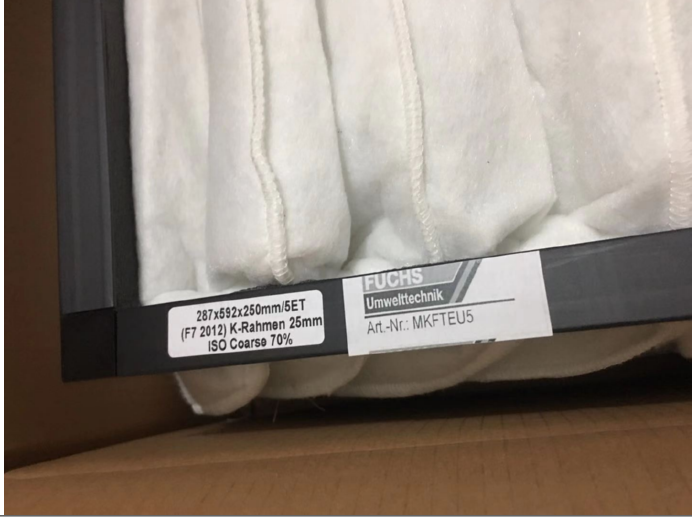 287x592x250mm/5ET
(F7 2012) K-Rahmen 25mm
ISO Coarse 70%
FUCHS
Umwelttechnik
Art.-Nr.: MKFTEU5